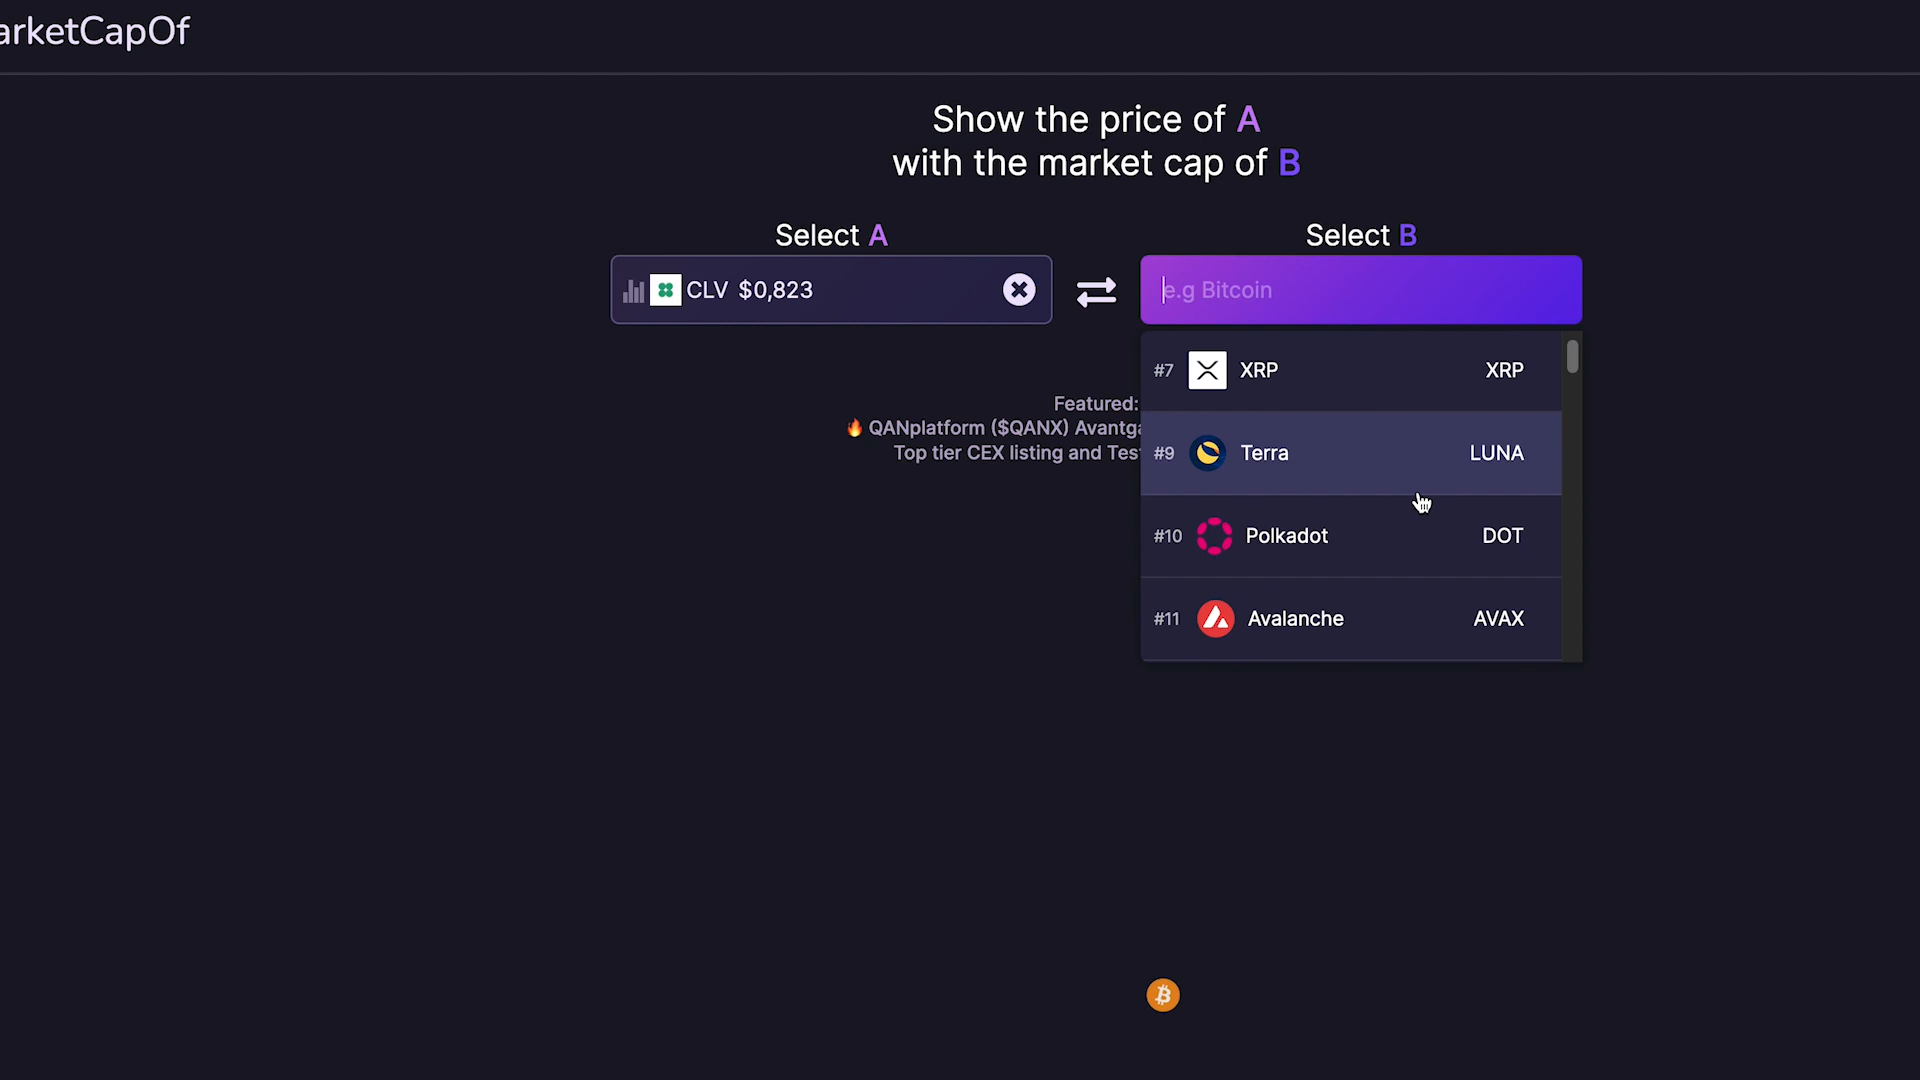 arketCapOf
Show the price of A
with the market cap of B
Select A
Select B
CLV $0,823
e.g Bitcoin
#7 XRP XRP
Featured:
🔥 QANplatform ($QANX) Avantga
Top tier CEX listing and Tes
#9 Terra LUNA
#10 Polkadot DOT
#11 Avalanche AVAX